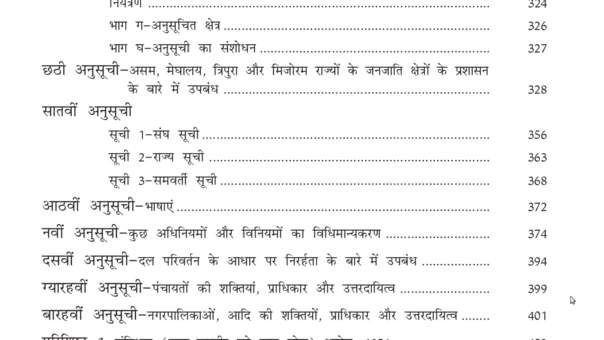 नियंत्रण ........ 324
भाग ग-अनुसूचित क्षेत्र ........ 326
भाग घ-अनुसूची का संशोधन ........ 327
छठी अनुसूची-असम, मेघालय, त्रिपुरा और मिजोरम राज्यों के जनजाति क्षेत्रों के प्रशासन
के बारे में उपबंध ........ 328
सातवीं अनुसूची
सूची 1-संघ सूची ........ 356
सूची 2-राज्य सूची ........ 363
सूची 3-समवर्ती सूची ........ 368
आठवीं अनुसूची-भाषाएं ........ 372
नवीं अनुसूची-कुछ अधिनियमों और विनियमों का विधिमान्यकरण ........ 374
दसवीं अनुसूची-दल परिवर्तन के आधार पर निरर्हता के बारे में उपबंध ........ 394
ग्यारहवीं अनुसूची-पंचायतों की शक्तियां, प्राधिकार और उत्तरदायित्व ........ 399
बारहवीं अनुसूची-नगरपालिकाओं, आदि की शक्तियों, प्राधिकार और उत्तरदायित्व ........ 401